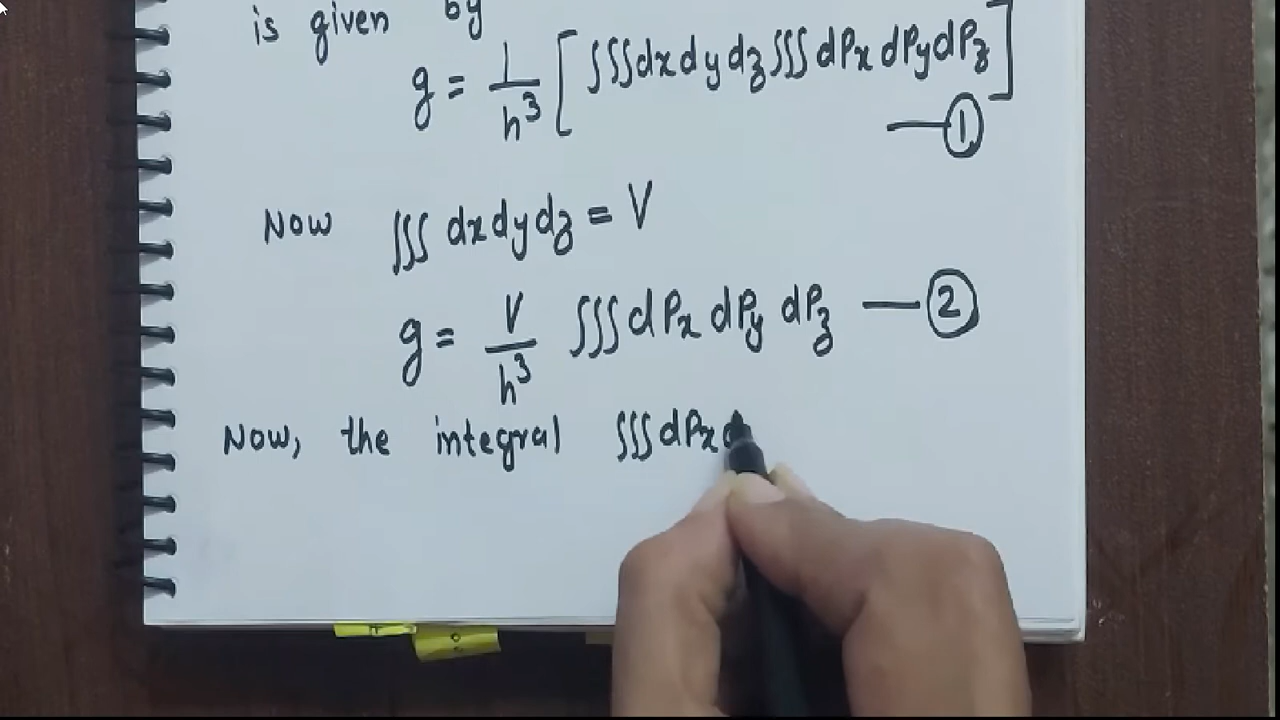 is given by
g = 1/h³ [∫∫∫dxdydz∫∫∫dPxdPydPz]
—①
Now ∫∫∫ dxdydz = V
g = V/h³ ∫∫∫dPx dPy dPz —②
Now, the integral ∫∫∫dPx d